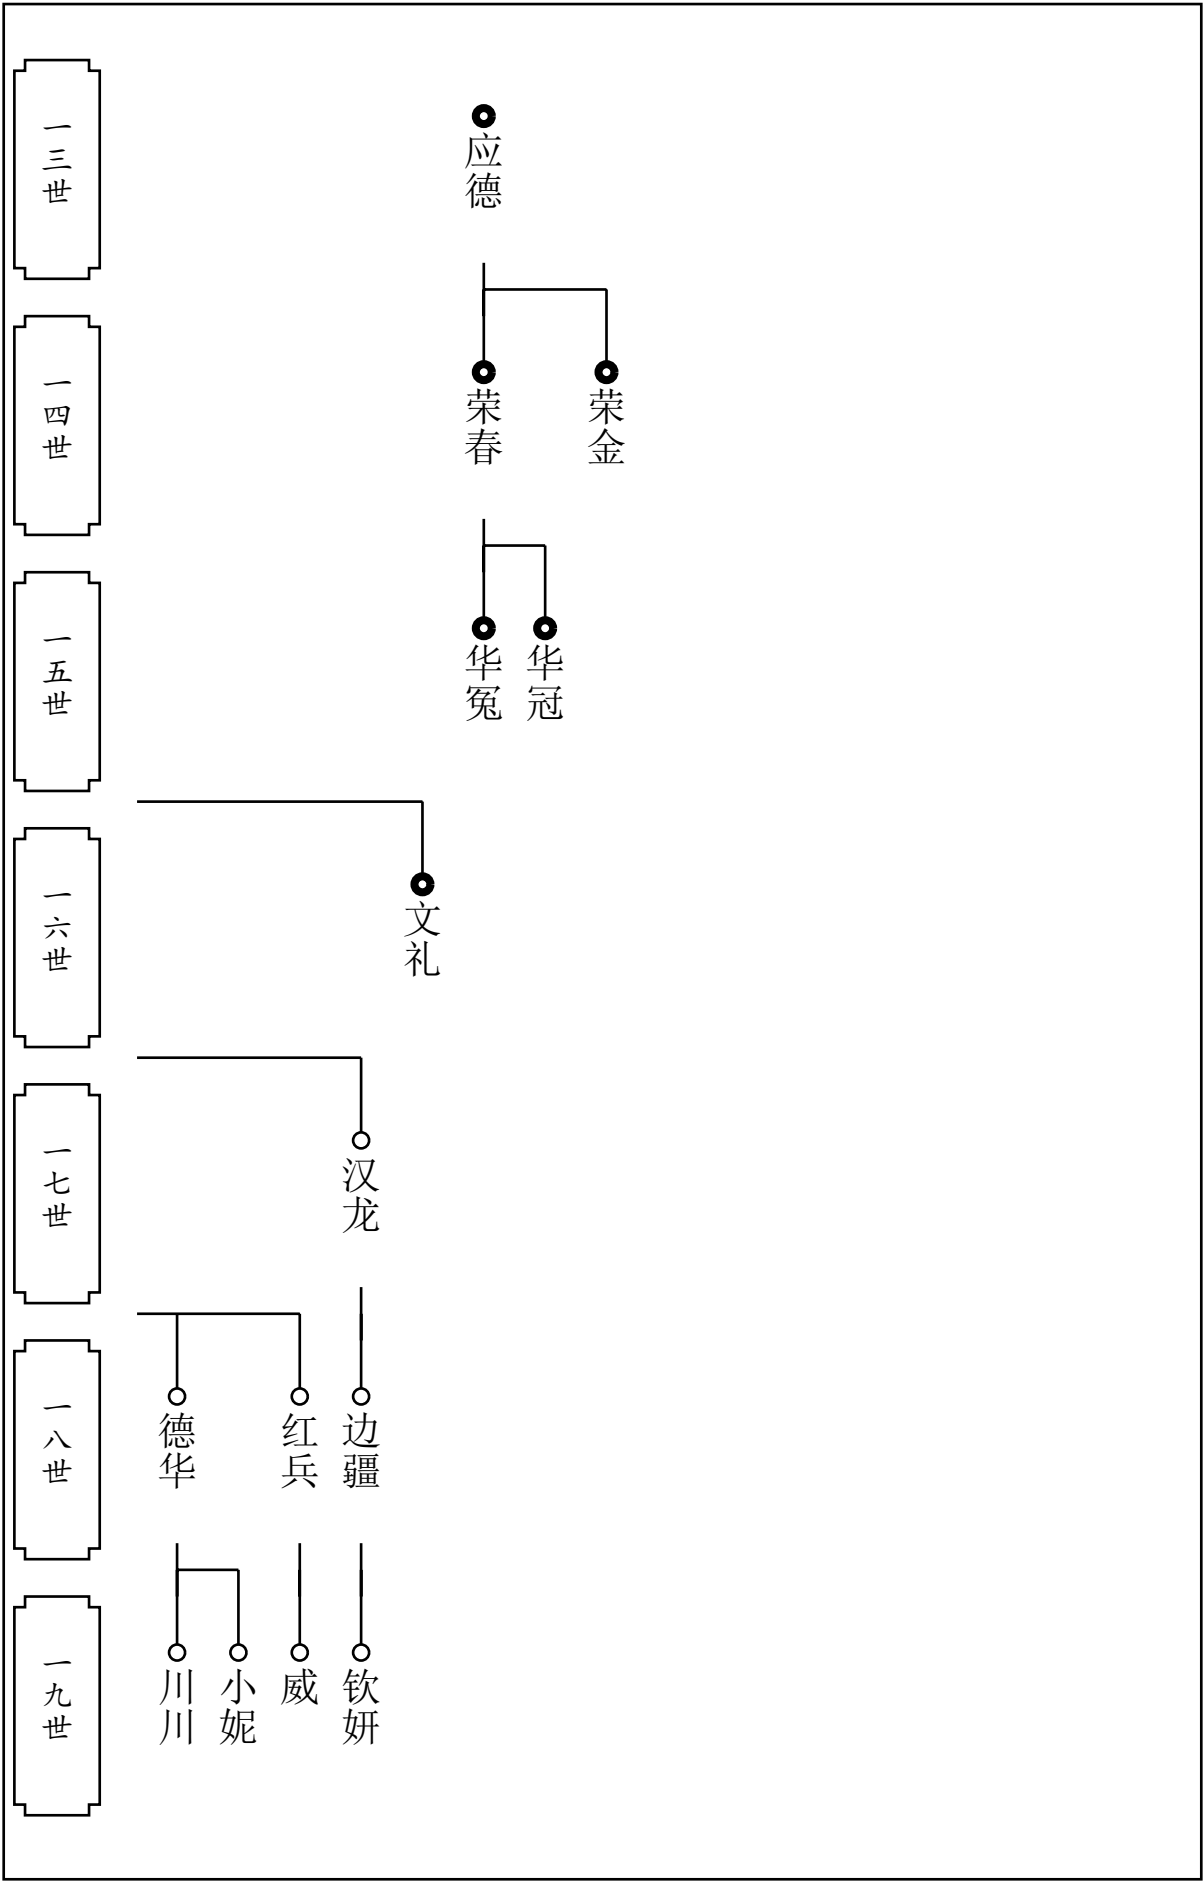 一三世
应德
一四世
荣春
荣金
一五世
华冤
华冠
一六世
文礼
一七世
汉龙
一八世
德华
红兵
边疆
一九世
川川
小妮
威
钦妍